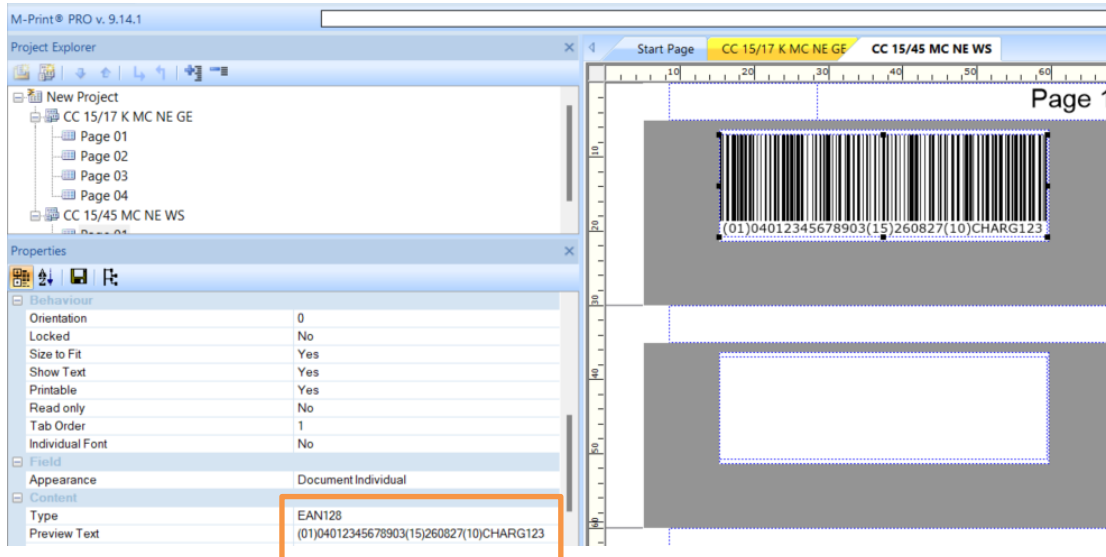 M-Print® PRO v. 9.14.1
Project Explorer
New Project
CC 15/17 K MC NE GE
Page 01
Page 02
Page 03
Page 04
CC 15/45 MC NE WS
Page 01
Properties
Behaviour
Orientation 0
Locked No
Size to Fit Yes
Show Text Yes
Printable Yes
Read only No
Tab Order 1
Individual Font No
Field
Appearance Document Individual
Content
Type EAN128
Preview Text (01)04012345678903(15)260827(10)CHARG123
Start Page CC 15/17 K MC NE GE CC 15/45 MC NE WS
10 20 30 40 50 60
Page 1
10
(01)04012345678903(15)260827(10)CHARG123
20
30
40
50
60